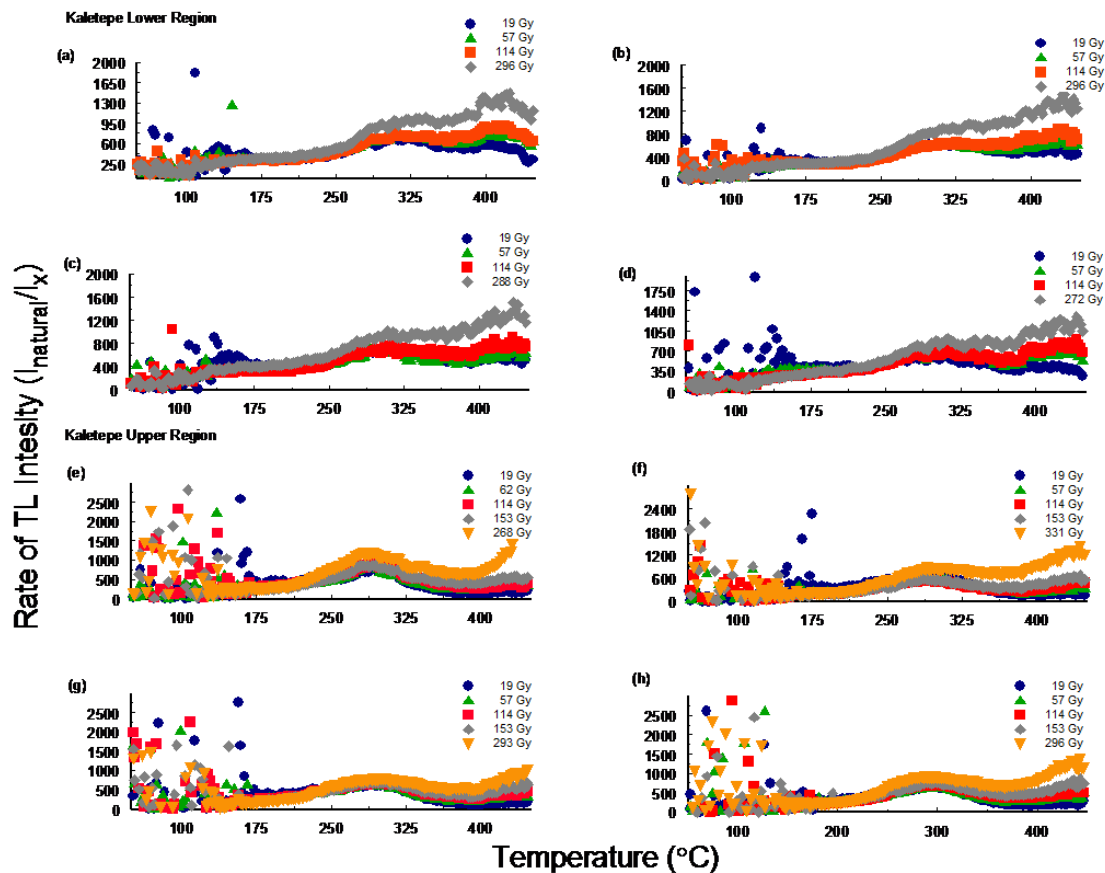 Kaletepe Lower Region
(a)
19 Gy
57 Gy
114 Gy
296 Gy
2000
1650
1300
950
600
250
100 175 250 325 400
(b)
19 Gy
57 Gy
114 Gy
296 Gy
2000
1600
1200
800
400
0
100 175 250 325 400
(c)
19 Gy
57 Gy
114 Gy
288 Gy
2000
1600
1200
800
400
0
100 175 250 325 400
(d)
19 Gy
57 Gy
114 Gy
272 Gy
1750
1400
1050
700
350
0
100 175 250 325 400
Rate of TL Intesity (I_natural/I_x)
Kaletepe Upper Region
(e)
19 Gy
62 Gy
114 Gy
153 Gy
268 Gy
2500
2000
1500
1000
500
0
100 175 250 325 400
(f)
19 Gy
57 Gy
114 Gy
153 Gy
331 Gy
2400
1800
1200
600
0
100 175 250 325 400
(g)
19 Gy
57 Gy
114 Gy
153 Gy
293 Gy
2500
2000
1500
1000
500
0
100 175 250 325 400
(h)
19 Gy
57 Gy
114 Gy
153 Gy
296 Gy
2500
2000
1500
1000
500
0
100 200 300 400
Temperature (°C)